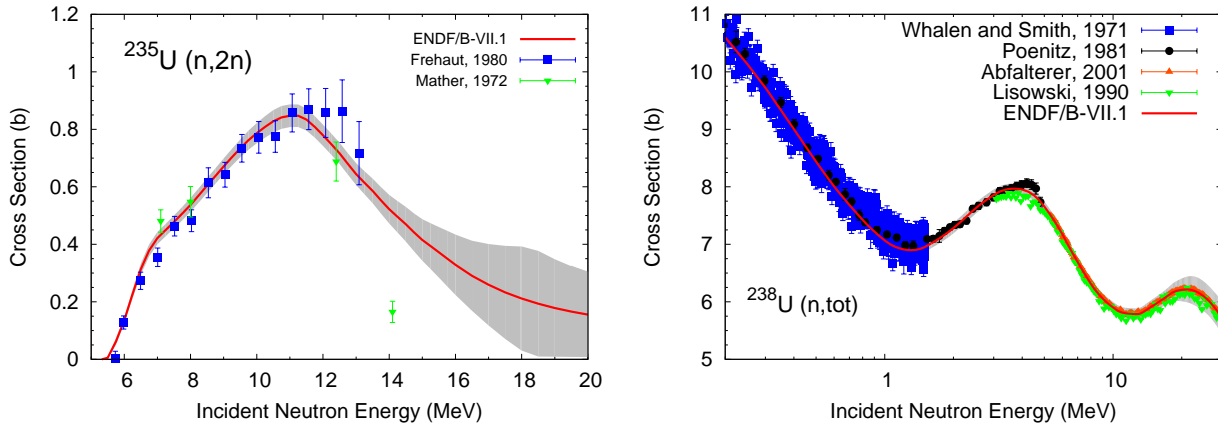 Cross Section (b)
1.2
1
0.8
0.6
0.4
0.2
0
6
8
10
12
14
16
18
20
Incident Neutron Energy (MeV)
²³⁵U (n,2n)
ENDF/B-VII.1
Frehaut, 1980
Mather, 1972
Cross Section (b)
11
10
9
8
7
6
5
1
10
Incident Neutron Energy (MeV)
²³⁸U (n,tot)
Whalen and Smith, 1971
Poenitz, 1981
Abfalterer, 2001
Lisowski, 1990
ENDF/B-VII.1